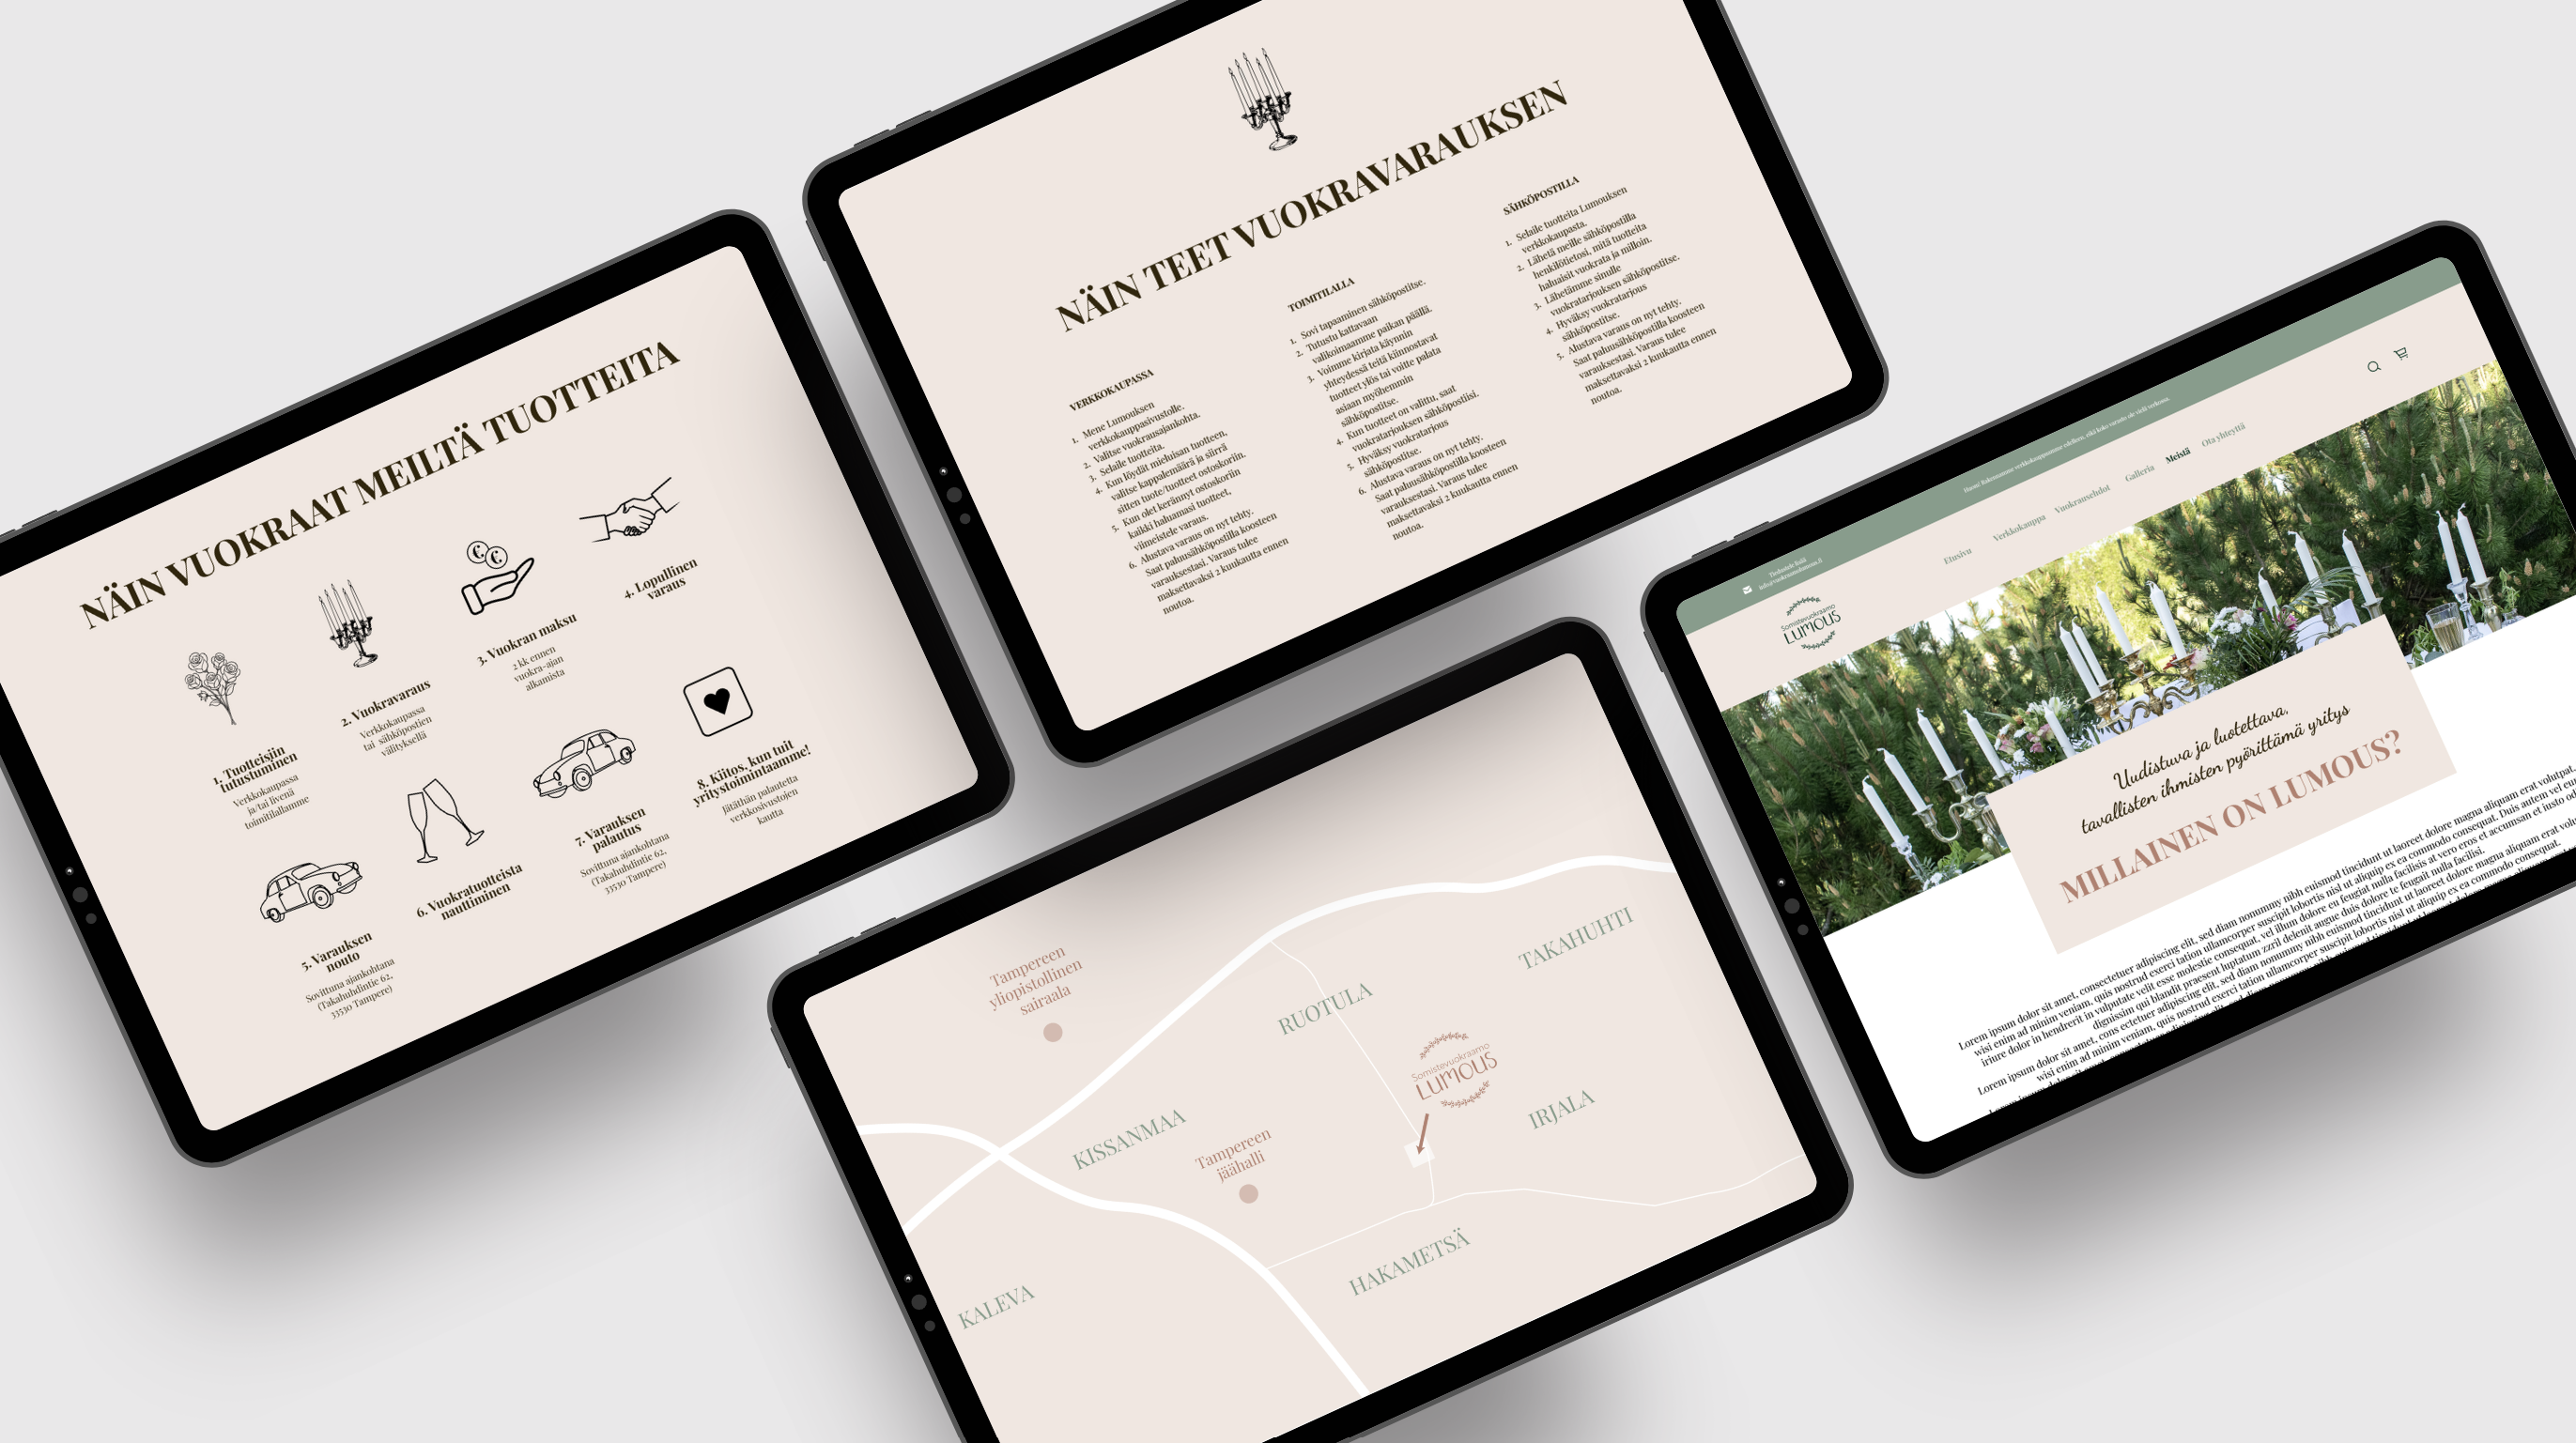 NÄIN VUOKRAAT MEILTÄ TUOTTEITA
1. Tuotteisiin
tutustuminen
Verkkokaupassa
ja/tai livenä
toimitilallamme
2. Vuokravaraus
Verkkokaupassa
tai sähköpostien
välityksellä
3. Vuokran maksu
2 kk ennen
vuokra-ajan
alkamista
4. Lopullinen
varaus
5. Varauksen
nouto
Sovittuna ajankohtana
(Takahuhdintie 62,
33530 Tampere)
6. Vuokratuotteista
nauttiminen
7. Varauksen
palautus
Sovittuna ajankohtana
(Takahuhdintie 62,
33530 Tampere)
8. Kiitos, kun tuit
yritystoimintaamme!
Jätäthän palautetta
verkkosivustojen
kautta
NÄIN TEET VUOKRAVARAUKSEN
VERKKOKAUPASSA
1. Mene Lumouksen
verkkokauppasivustolle.
2. Valitse vuokrausajankohta.
3. Selaile tuotteita.
4. Kun löydät mieluisan tuotteen,
valitse kappalemäärä ja siirrä
sitten tuote/tuotteet ostoskoriin.
5. Kun olet kerännyt ostoskoriin
kaikki haluamasi tuotteet,
viimeistele varaus.
6. Alustava varaus on nyt tehty.
Saat paluusähköpostilla koosteen
varauksestasi. Varaus tulee
maksettavaksi 2 kuukautta ennen
noutoa.
TOIMITILALLA
1. Sovi tapaaminen sähköpostitse.
2. Tutustu kattavaan
valikoimaamme paikan päällä.
3. Voimme kirjata käynnin
yhteydessä teitä kiinnostavat
tuotteet ylös tai voitte palata
asiaan myöhemmin
sähköpostitse.
4. Kun tuotteet on valittu, saat
vuokratarjouksen sähköpostiisi.
5. Hyväksy vuokratarjous
sähköpostitse.
6. Alustava varaus on nyt tehty.
Saat paluusähköpostilla koosteen
varauksestasi. Varaus tulee
maksettavaksi 2 kuukautta ennen
noutoa.
SÄHKÖPOSTILLA
1. Selaile tuotteita Lumouksen
verkkokaupasta.
2. Lähetä meille sähköpostilla
henkilötietosi, mitä tuotteita
haluaisit vuokrata ja milloin.
3. Lähetämme sinulle
vuokratarjouksen sähköpostitse.
4. Hyväksy vuokratarjous
sähköpostitse.
5. Alustava varaus on nyt tehty.
Saat paluusähköpostilla koosteen
varauksestasi. Varaus tulee
maksettavaksi 2 kuukautta ennen
noutoa.
Tampereen
yliopistollinen
sairaala
TAKAHUHTI
RUOTULA
Somistevuokraamo
LUMOUS
KISSANMAA
Tampereen
jäähalli
IRJALA
HAKAMETSÄ
KALEVA
Tiedustele lisää
Somistevuokraamo
LUMOUS
Etusivu Verkkokauppa Vuokrausehdot Galleria Meistä Ota yhteyttä
Uudistuva ja luotettava,
tavallisten ihmisten pyörittämä yritys
MILLAINEN ON LUMOUS?
Lorem ipsum dolor sit amet, consectetuer adipiscing elit, sed diam nonummy nibh euismod tincidunt ut laoreet dolore magna aliquam erat volutpat.
wisi enim ad minim veniam, quis nostrud exerci tation ullamcorper suscipit lobortis nisl ut aliquip ex ea commodo consequat. Duis autem vel eum
iriure dolor in hendrerit in vulputate velit esse molestie consequat, vel illum dolore eu feugiat nulla facilisis at vero eros et accumsan et iusto
dignissim qui blandit praesent luptatum zzril delenit augue duis dolore te feugait nulla facilisi.
Lorem ipsum dolor sit amet, cons ectetuer adipiscing elit, sed diam nonummy nibh euismod tincidunt ut laoreet dolore magna aliquam erat
wisi enim ad minim veniam, quis nostrud exerci tation ullamcorper suscipit lobortis nisl ut aliquip ex ea commodo consequat.